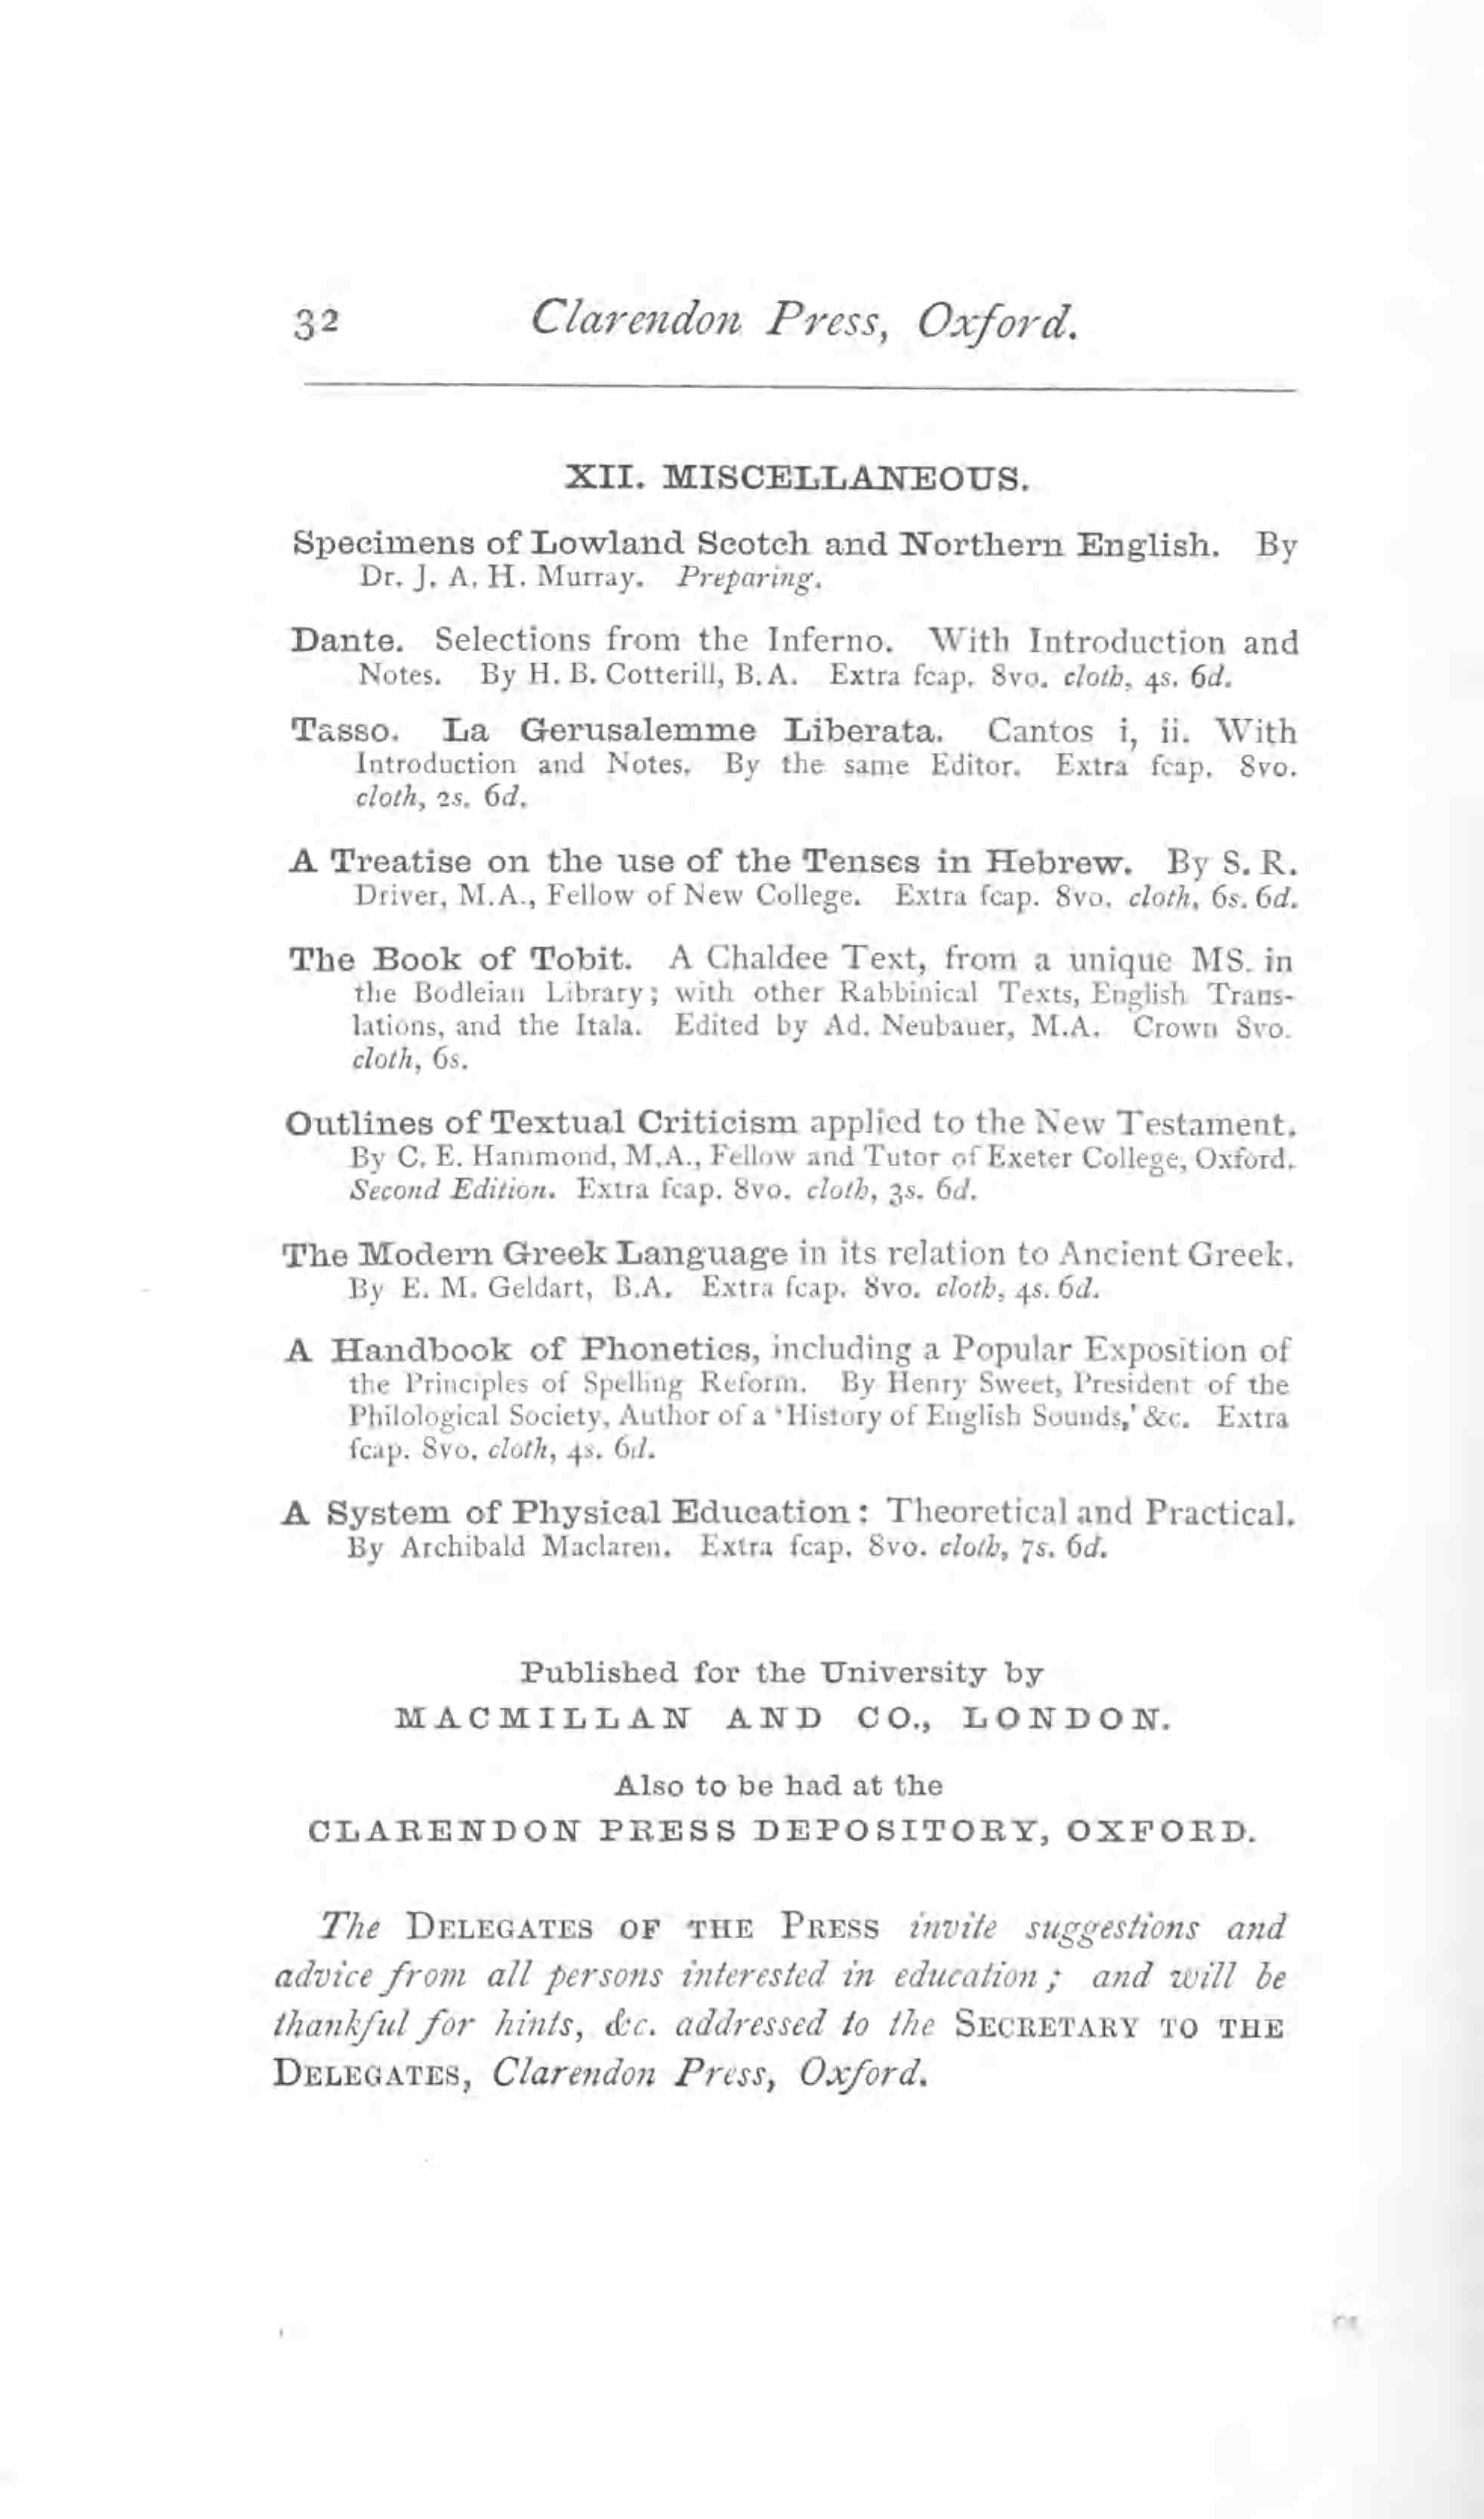 32 Clarendon Press, Oxford.
XII. MISCELLANEOUS.
Specimens of Lowland Scotch and Northern English. By
Dr. J. A. H. Murray. Preparing.
Dante. Selections from the Inferno. With Introduction and
Notes. By H. B. Cotterill, B.A. Extra fcap. 8vo. cloth, 4s. 6d.
Tasso. La Gerusalemme Liberata. Cantos i, ii. With
Introduction and Notes. By the same Editor. Extra fcap. 8vo.
cloth, 2s. 6d.
A Treatise on the use of the Tenses in Hebrew. By S. R.
Driver, M.A., Fellow of New College. Extra fcap. 8vo. cloth, 6s. 6d.
The Book of Tobit. A Chaldee Text, from a unique MS. in
the Bodleian Library; with other Rabbinical Texts, English Trans-
lations, and the Itala. Edited by Ad. Neubauer, M.A. Crown 8vo.
cloth, 6s.
Outlines of Textual Criticism applied to the New Testament.
By C. E. Hammond, M.A., Fellow and Tutor of Exeter College, Oxford.
Second Edition. Extra fcap. 8vo. cloth, 3s. 6d.
The Modern Greek Language in its relation to Ancient Greek.
By E. M. Geldart, B.A. Extra fcap. 8vo. cloth, 4s. 6d.
A Handbook of Phonetics, including a Popular Exposition of
the Principles of Spelling Reform. By Henry Sweet, President of the
Philological Society, Author of a 'History of English Sounds,' &c. Extra
fcap. 8vo. cloth, 4s. 6d.
A System of Physical Education: Theoretical and Practical.
By Archibald Maclaren. Extra fcap. 8vo. cloth, 7s. 6d.
Published for the University by
MACMILLAN AND CO., LONDON.
Also to be had at the
CLARENDON PRESS DEPOSITORY, OXFORD.
The DELEGATES OF THE PRESS invite suggestions and
advice from all persons interested in education; and will be
thankful for hints, &c. addressed to the SECRETARY TO THE
DELEGATES, Clarendon Press, Oxford.